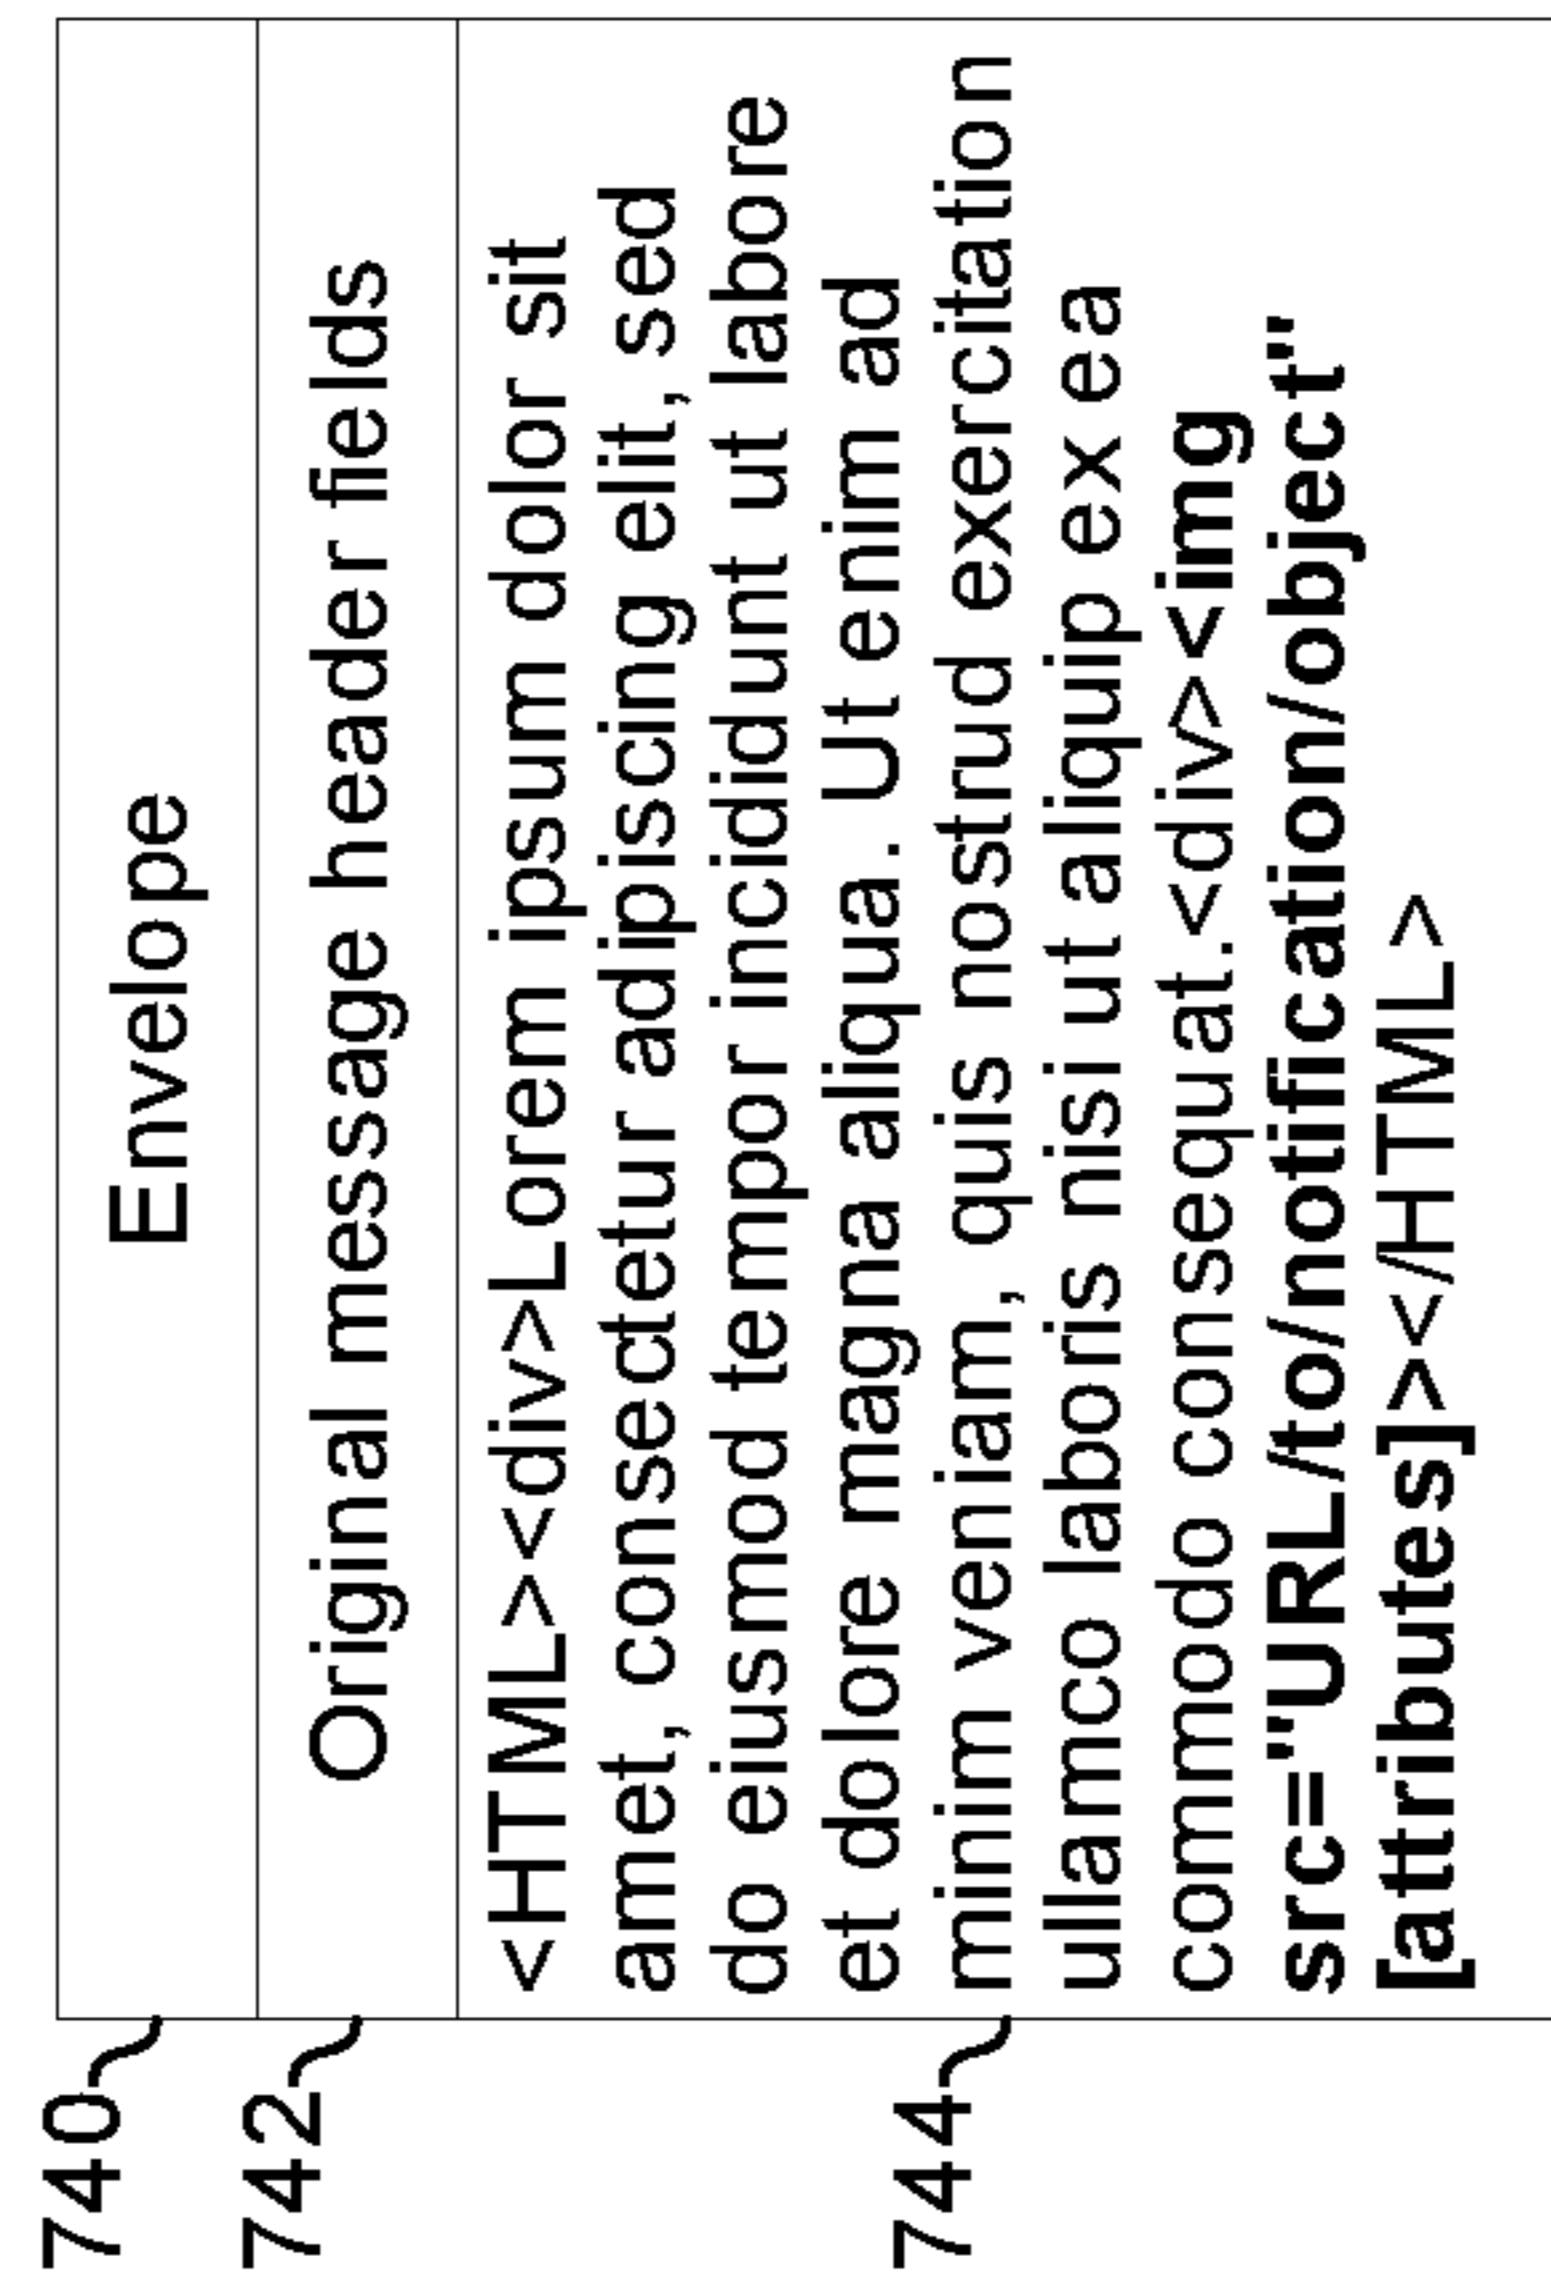 740
Envelope
742
Original message header fields
744
<HTML><div>Lorem ipsum dolor sit
amet, consectetur adipiscing elit, sed
do eiusmod tempor incididunt ut labore
et dolore magna aliqua. Ut enim ad
minim veniam, quis nostrud exercitation
ullamco laboris nisi ut aliquip ex ea
commodo consequat.<div><img
src="URL/to/notification/object"
[attributes]></HTML>